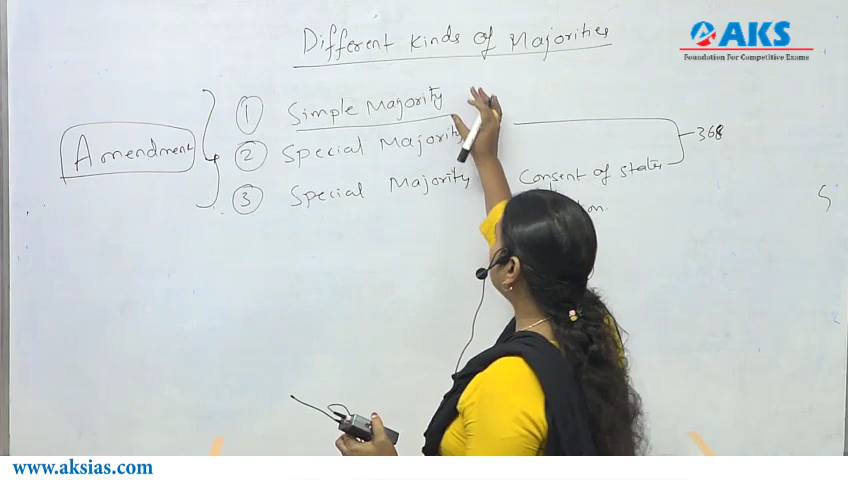 Different Kinds of Majorities
AKS
Foundation For Competitive Exams
Amendment
1 Simple Majority
2 Special Majority
368
3 Special Majority Consent of states
www.aksias.com